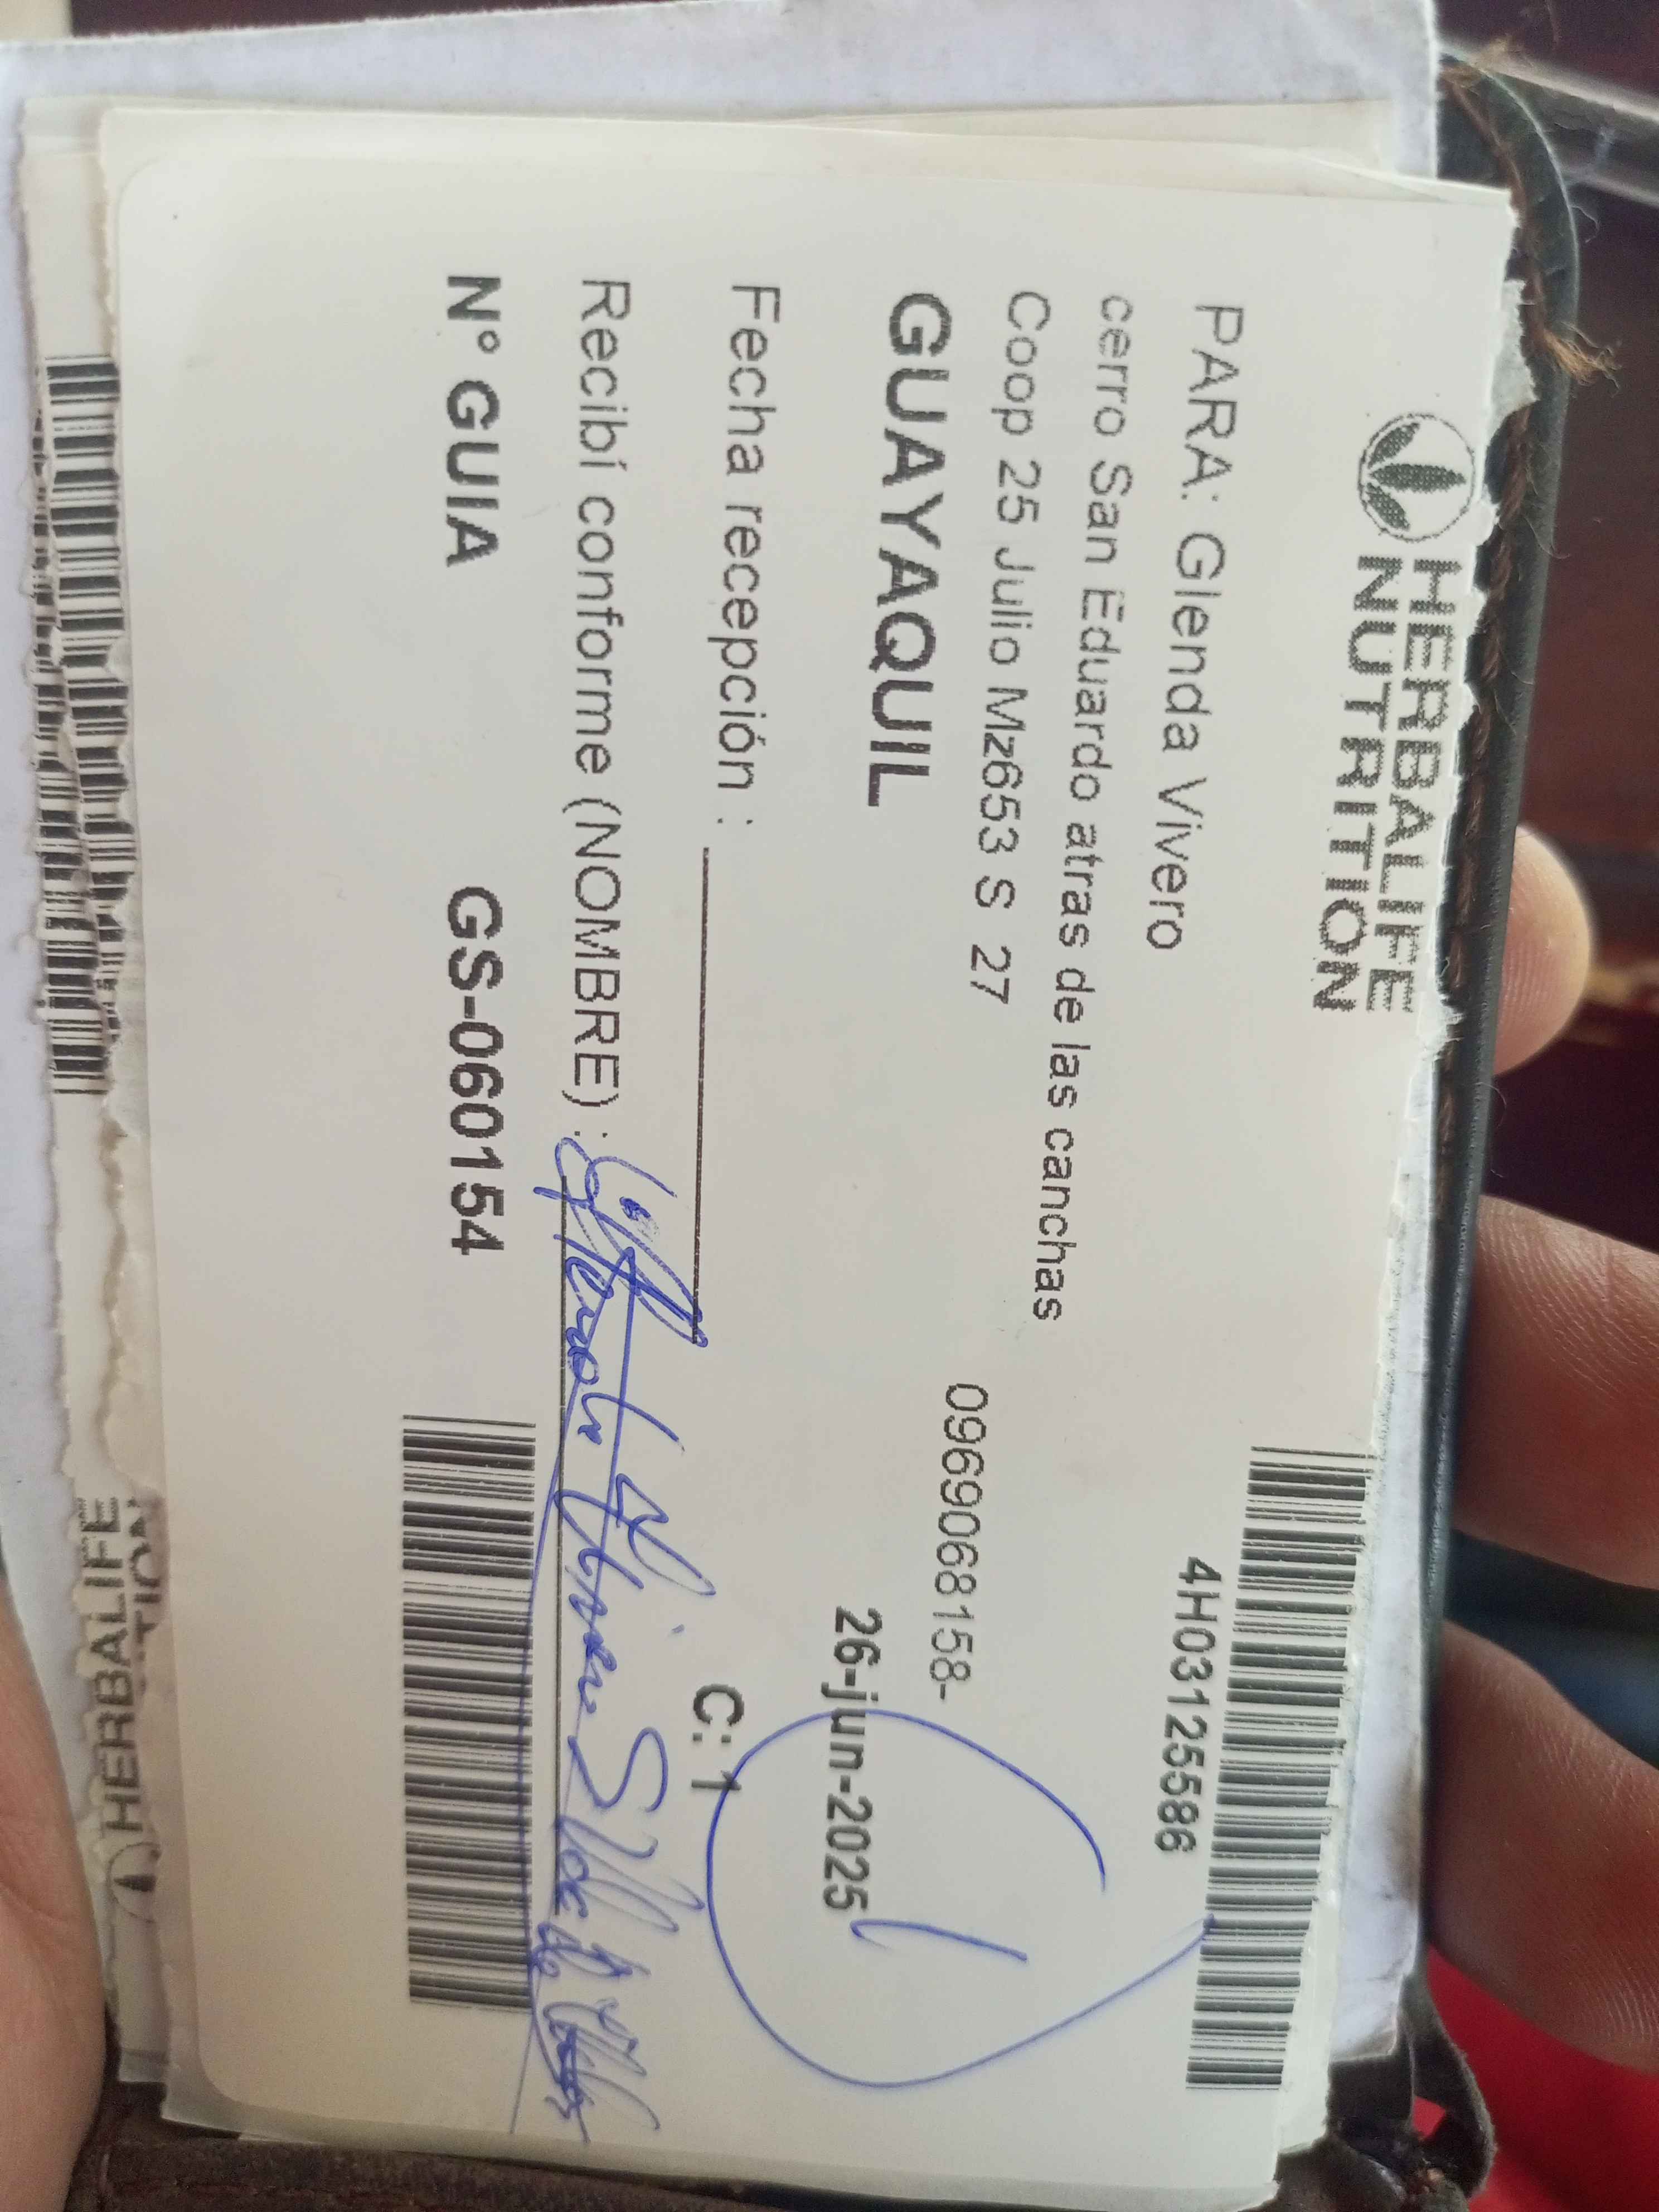 HERBALIFE
NUTRITION
4H03125586
PARA: Glenda Vivero
cerro San Eduardo atras de las canchas
Coop 25 Julio Mz653 S 27
0969068158-
GUAYAQUIL
26-jun-2025
Fecha recepción :
C: 1
Recibí conforme (NOMBRE) :
N° GUIA GS-060154
HERBALIFE